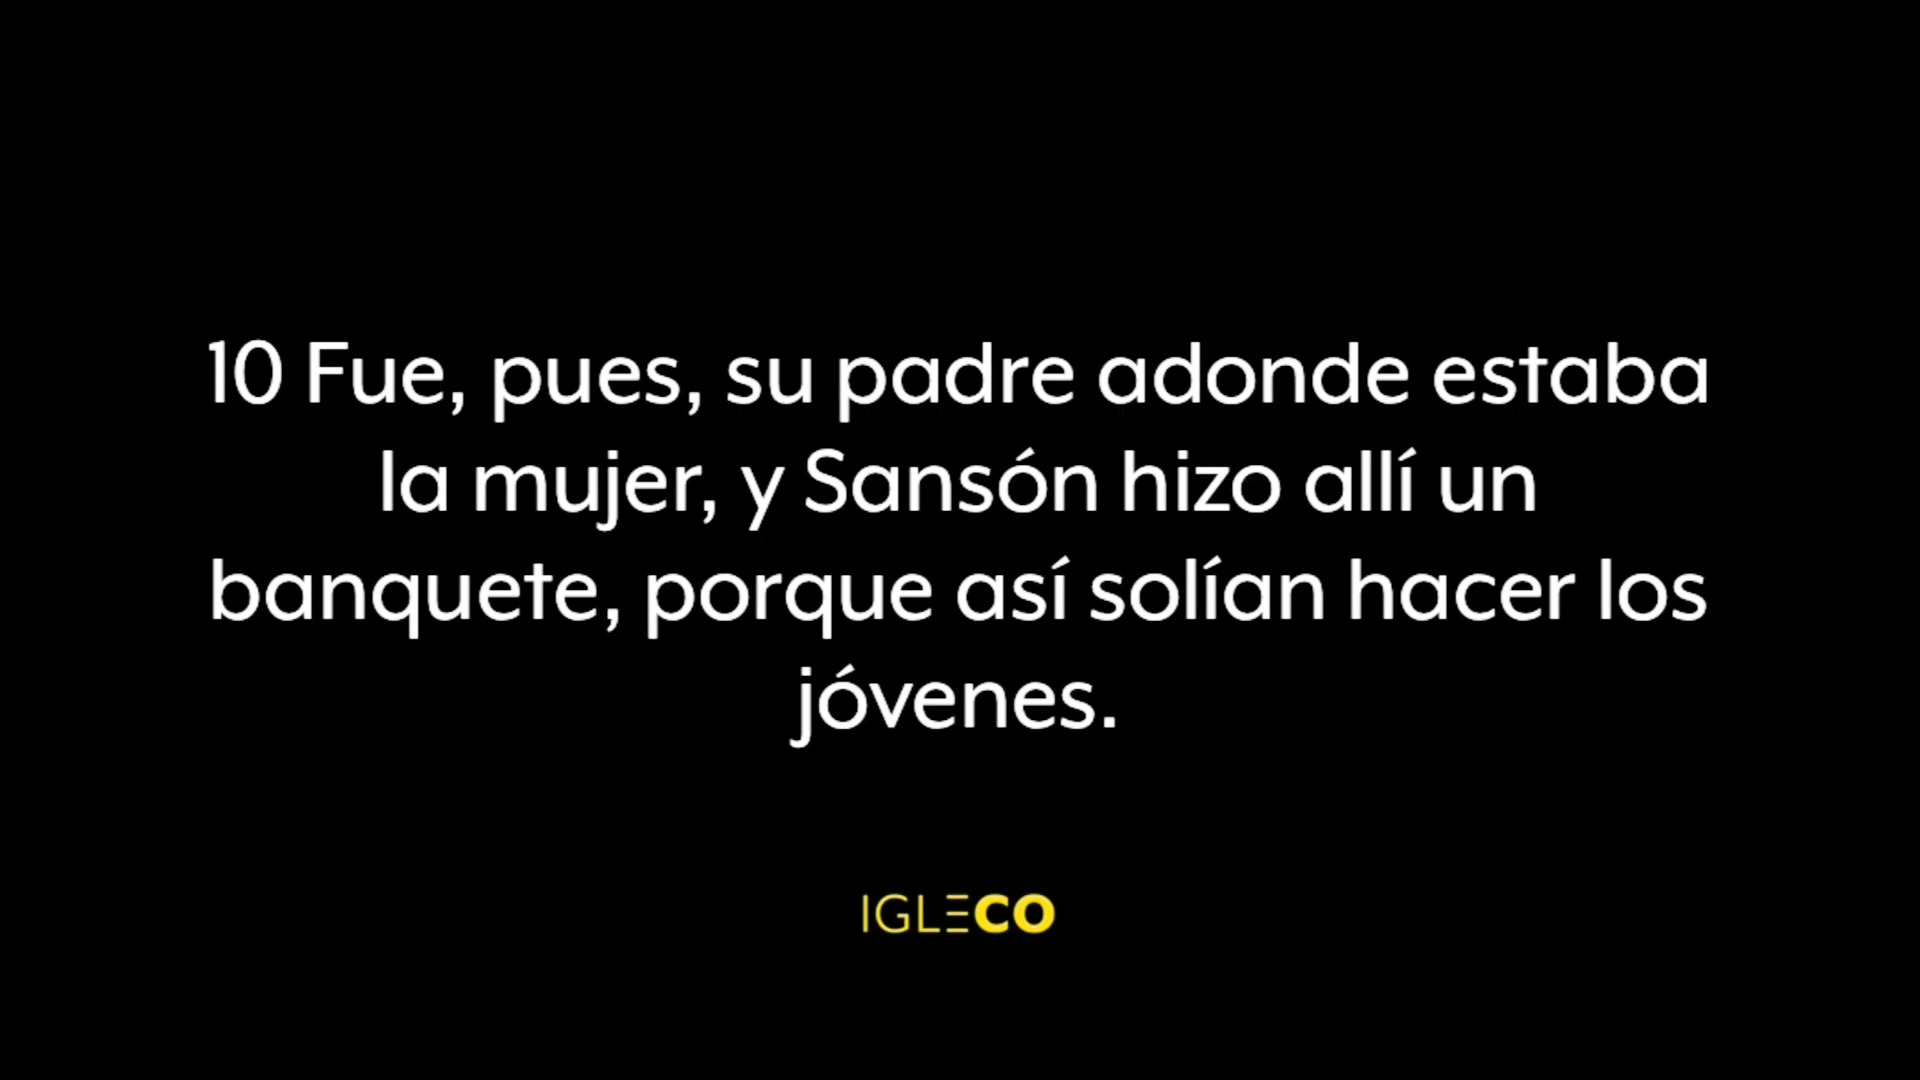 10 Fue, pues, su padre adonde estaba
la mujer, y Sansón hizo allí un
banquete, porque así solían hacer los
jóvenes.
IGLECO